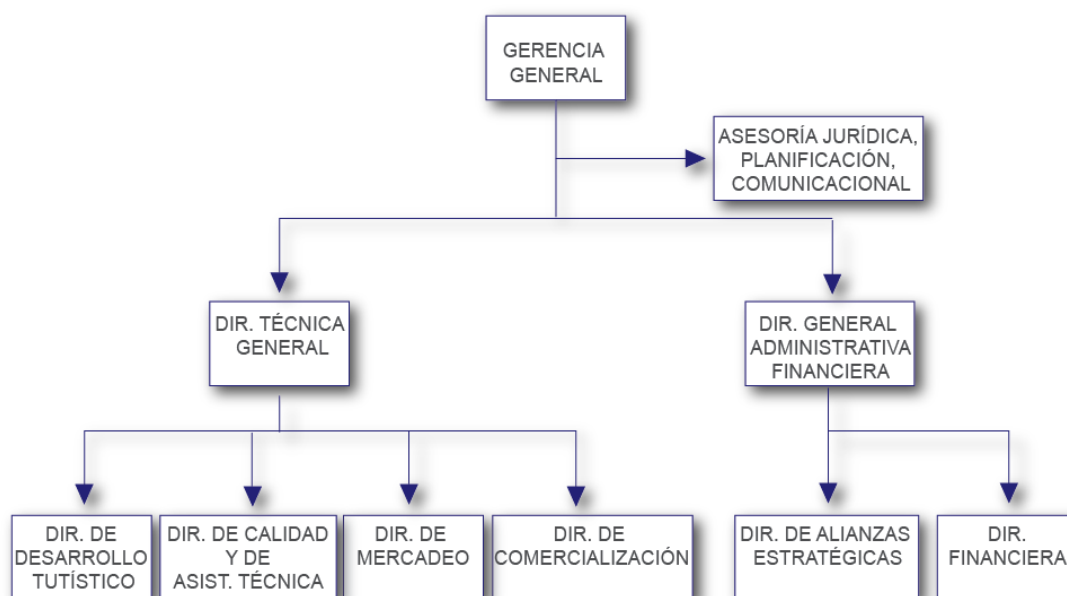 GERENCIA
GENERAL
ASESORÍA JURÍDICA,
PLANIFICACIÓN,
COMUNICACIONAL
DIR. TÉCNICA
GENERAL
DIR. GENERAL
ADMINISTRATIVA
FINANCIERA
DIR. DE
DESARROLLO
TUTÍSTICO
DIR. DE CALIDAD
Y DE
ASIST. TÉCNICA
DIR. DE
MERCADEO
DIR. DE
COMERCIALIZACIÓN
DIR. DE ALIANZAS
ESTRATÉGICAS
DIR.
FINANCIERA